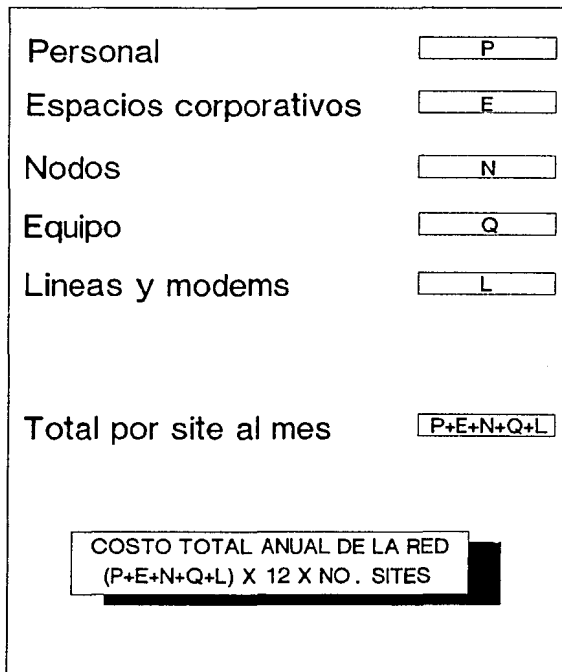 Personal P
Espacios corporativos E
Nodos N
Equipo Q
Lineas y modems L
Total por site al mes P+E+N+Q+L
COSTO TOTAL ANUAL DE LA RED
(P+E+N+Q+L) X 12 X NO. SITES